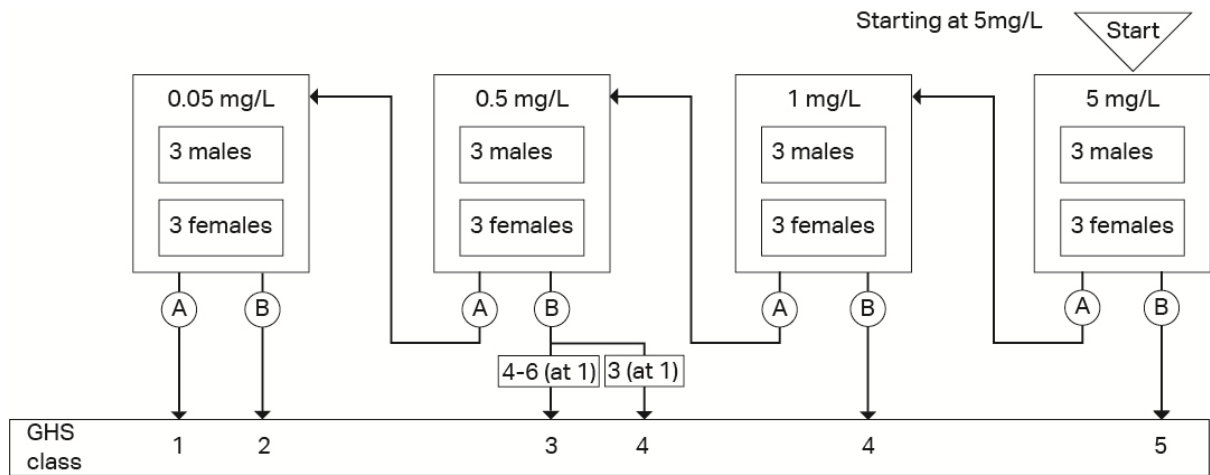 Starting at 5mg/L
Start
0.05 mg/L
3 males
3 females
0.5 mg/L
3 males
3 females
1 mg/L
3 males
3 females
5 mg/L
3 males
3 females
A
B
A
B
A
B
A
B
4-6 (at 1)
3 (at 1)
GHS
class
1
2
3
4
4
5